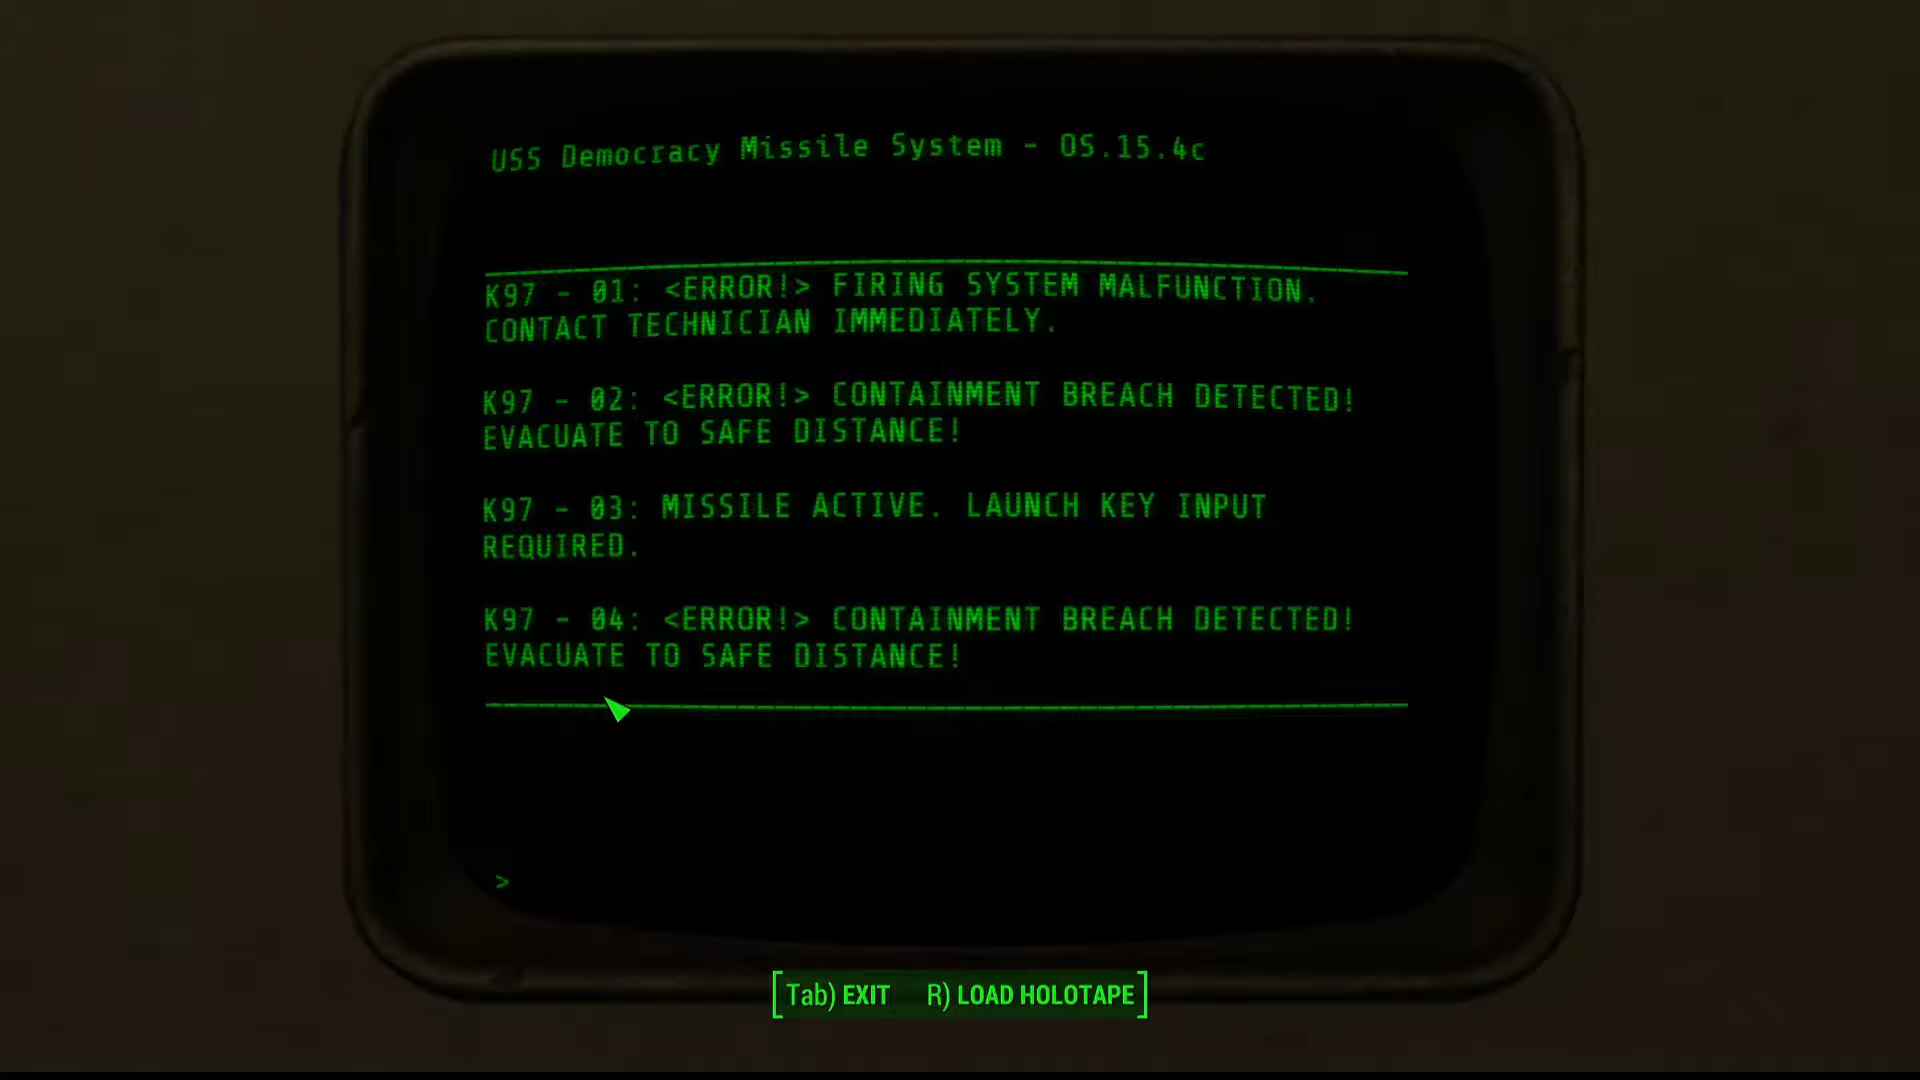 USS Democracy Missile System - OS.15.4c
K97 - 01: <ERROR!> FIRING SYSTEM MALFUNCTION.
CONTACT TECHNICIAN IMMEDIATELY.
K97 - 02: <ERROR!> CONTAINMENT BREACH DETECTED!
EVACUATE TO SAFE DISTANCE!
K97 - 03: MISSILE ACTIVE. LAUNCH KEY INPUT
REQUIRED.
K97 - 04: <ERROR!> CONTAINMENT BREACH DETECTED!
EVACUATE TO SAFE DISTANCE!
>
[Tab) EXIT R) LOAD HOLOTAPE]